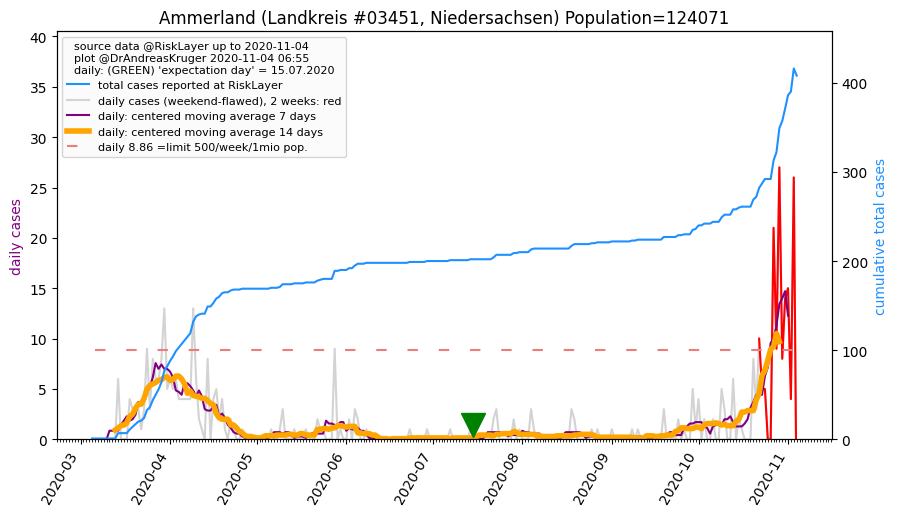 Ammerland (Landkreis #03451, Niedersachsen) Population=124071
source data @RiskLayer up to 2020-11-04
plot @DrAndreasKruger 2020-11-04 06:55
daily: (GREEN) 'expectation day' = 15.07.2020
total cases reported at RiskLayer
daily cases (weekend-flawed), 2 weeks: red
daily: centered moving average 7 days
daily: centered moving average 14 days
daily 8.86 =limit 500/week/1mio pop.
daily cases
40
35
30
25
20
15
10
5
0
cumulative total cases
400
300
200
100
0
2020-03
2020-04
2020-05
2020-06
2020-07
2020-08
2020-09
2020-10
2020-11